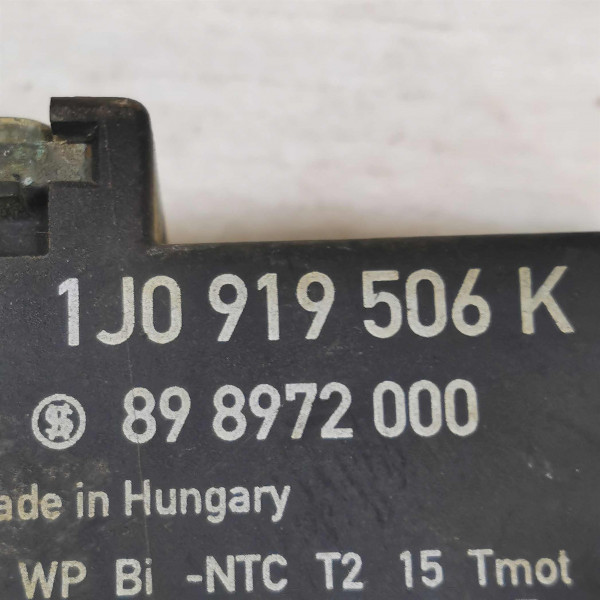 1J0 919 506 K
89 8972 000
ade in Hungary
WP Bi -NTC T2 15 Tmot